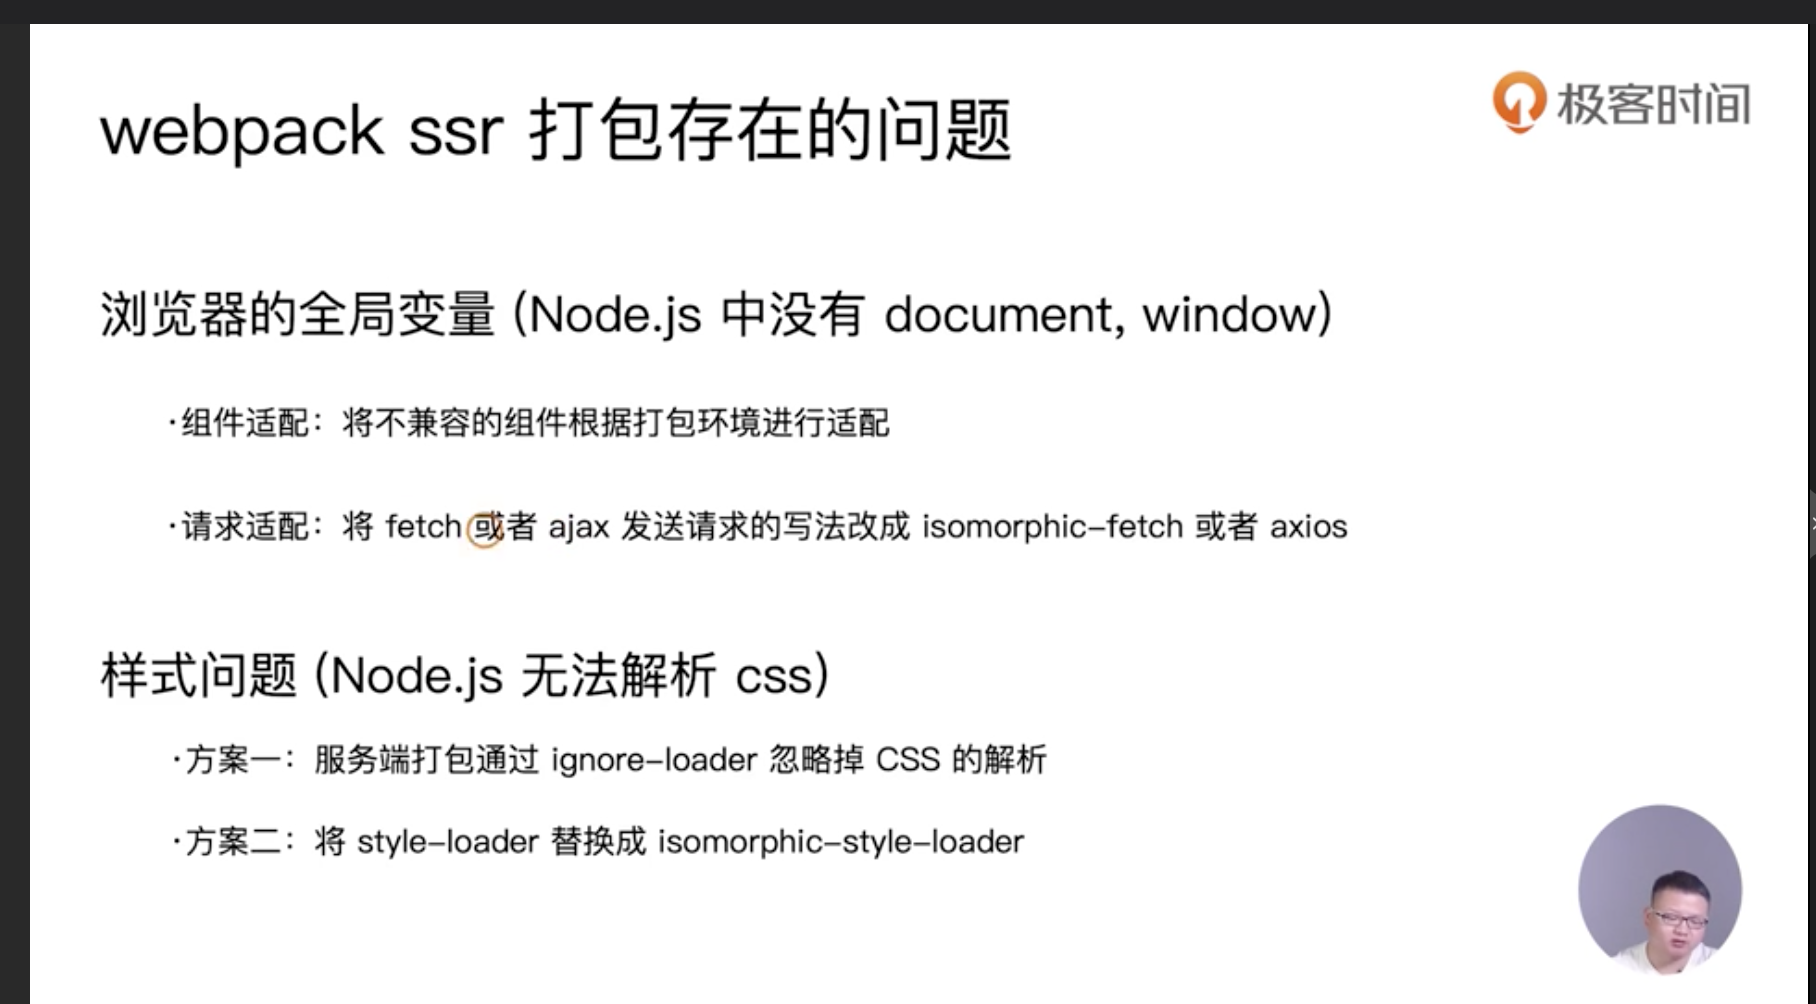 极客时间
webpack ssr 打包存在的问题
浏览器的全局变量 (Node.js 中没有 document, window)
·组件适配：将不兼容的组件根据打包环境进行适配
·请求适配：将 fetch 或者 ajax 发送请求的写法改成 isomorphic-fetch 或者 axios
样式问题 (Node.js 无法解析 css)
·方案一：服务端打包通过 ignore-loader 忽略掉 CSS 的解析
·方案二：将 style-loader 替换成 isomorphic-style-loader